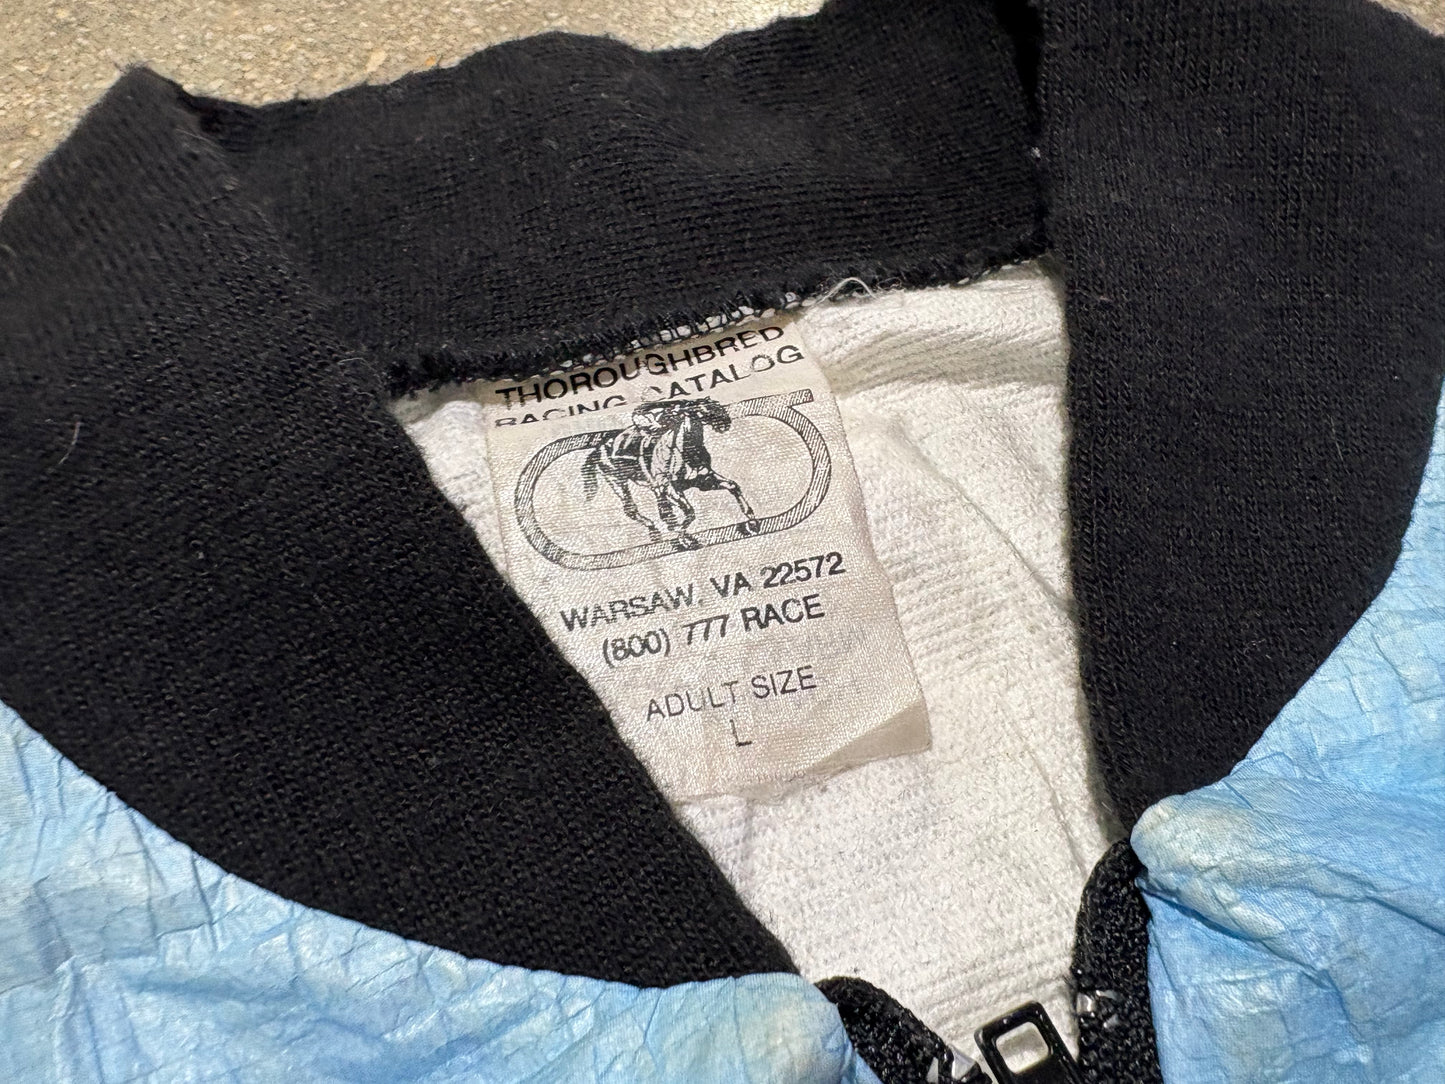 THOROUGHBRED
RACING CATALOG
WARSAW, VA 22572
(800) 777 RACE
ADULT SIZE
L